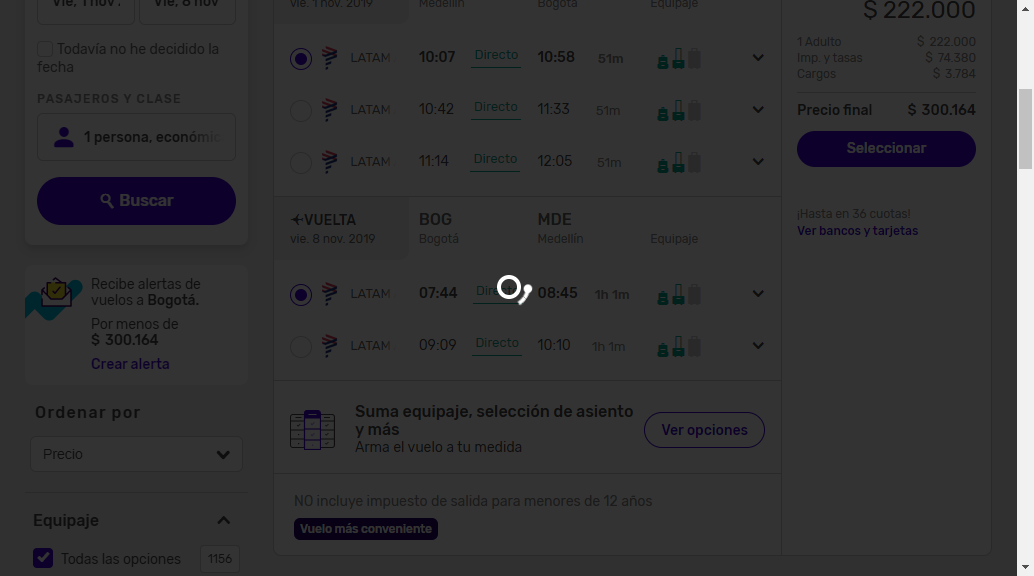 Vie, 1 nov. Vie, 8 nov
Todavía no he decidido la
fecha
PASAJEROS Y CLASE
1 persona, económic
Buscar
Recibe alertas de
vuelos a Bogotá.
Por menos de
$ 300.164
Crear alerta
Ordenar por
Precio
Equipaje
Todas las opciones 1156
vie. 1 nov. 2019 Medellín Bogotá Equipaje
LATAM 10:07 Directo 10:58 51m
LATAM 10:42 Directo 11:33 51m
LATAM 11:14 Directo 12:05 51m
VUELTA BOG MDE
vie. 8 nov. 2019 Bogotá Medellín Equipaje
LATAM 07:44 Directo 08:45 1h 1m
LATAM 09:09 Directo 10:10 1h 1m
Suma equipaje, selección de asiento
y más
Arma el vuelo a tu medida
Ver opciones
NO incluye impuesto de salida para menores de 12 años
Vuelo más conveniente
$ 222.000
1 Adulto $ 222.000
Imp. y tasas $ 74.380
Cargos $ 3.784
Precio final $ 300.164
Seleccionar
¡Hasta en 36 cuotas!
Ver bancos y tarjetas